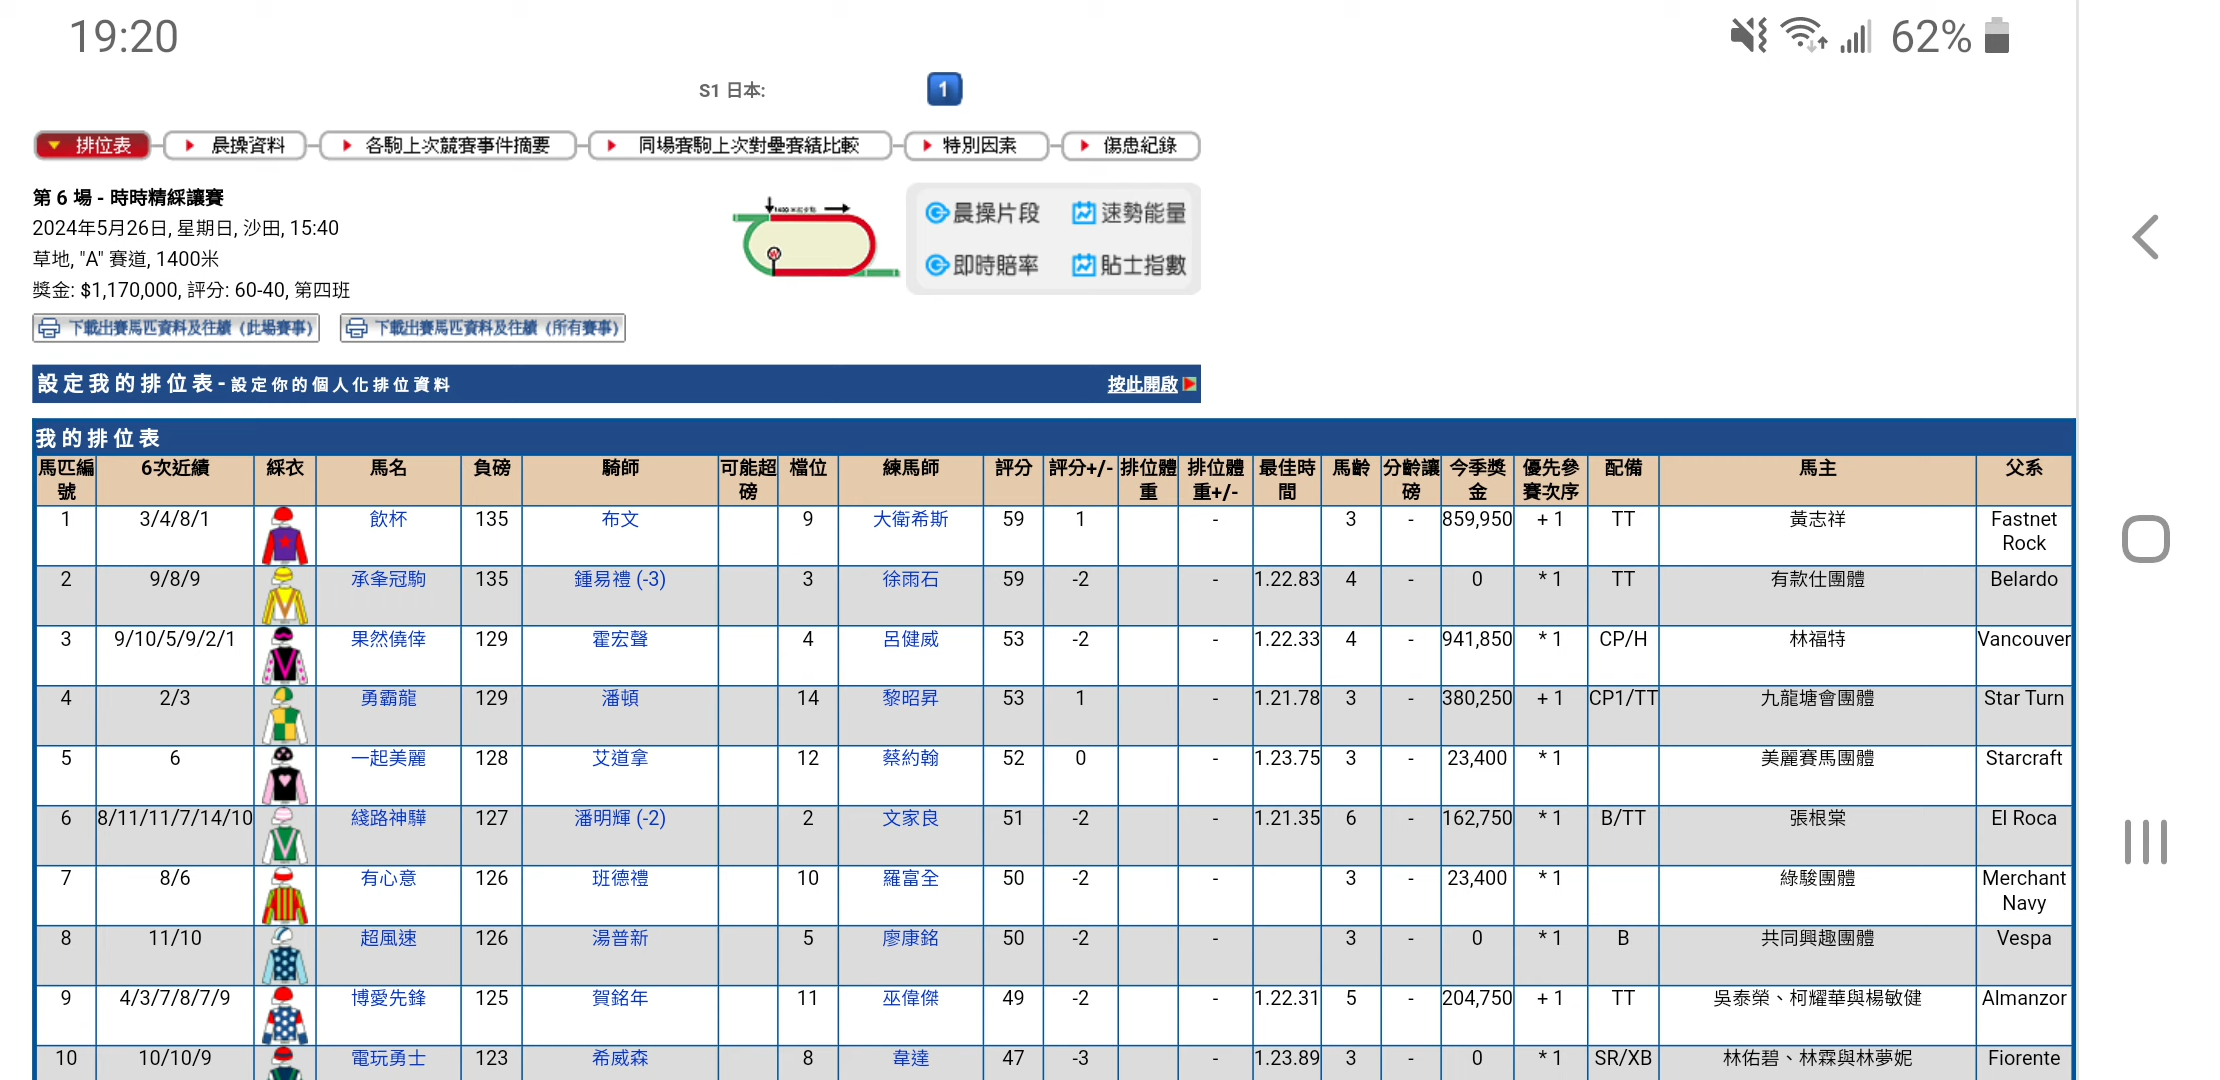 19:20
62%
S1 日本:
1
排位表
晨操資料
各駒上次競賽事件摘要
同場賽駒上次對壘賽績比較
特別因素
傷患紀錄
第 6 場 - 時時精綵讓賽
2024年5月26日, 星期日, 沙田, 15:40
草地, "A" 賽道, 1400米
獎金: $1,170,000, 評分: 60-40, 第四班
晨操片段 速勢能量
即時賠率 貼士指數
下載出賽馬匹資料及往績 (此場賽事) 下載出賽馬匹資料及往績 (所有賽事)
設定我的排位表-設定你的個人化排位資料 按此開啟
我的排位表
馬匹編號 6次近績 綵衣 馬名 負磅 騎師 可能超磅 檔位 練馬師 評分 評分+/- 排位體重 排位體重+/- 最佳時間 馬齡 分齡讓磅 今季獎金 優先參賽次序 配備 馬主 父系
1 3/4/8/1 飲杯 135 布文 9 大衛希斯 59 1 - 3 - 859,950 + 1 TT 黃志祥 Fastnet Rock
2 9/8/9 承夆冠駒 135 鍾易禮 (-3) 3 徐雨石 59 -2 - 1.22.83 4 - 0 * 1 TT 有款仕團體 Belardo
3 9/10/5/9/2/1 果然僥倖 129 霍宏聲 4 呂健威 53 -2 - 1.22.33 4 - 941,850 * 1 CP/H 林福特 Vancouver
4 2/3 勇霸龍 129 潘頓 14 黎昭昇 53 1 - 1.21.78 3 - 380,250 + 1 CP1/TT 九龍塘會團體 Star Turn
5 6 一起美麗 128 艾道拿 12 蔡約翰 52 0 - 1.23.75 3 - 23,400 * 1 美麗賽馬團體 Starcraft
6 8/11/11/7/14/10 綫路神驊 127 潘明輝 (-2) 2 文家良 51 -2 - 1.21.35 6 - 162,750 * 1 B/TT 張根棠 El Roca
7 8/6 有心意 126 班德禮 10 羅富全 50 -2 - 3 - 23,400 * 1 綠駿團體 Merchant Navy
8 11/10 超風速 126 湯普新 5 廖康銘 50 -2 - 3 - 0 * 1 B 共同興趣團體 Vespa
9 4/3/7/8/7/9 博愛先鋒 125 賀銘年 11 巫偉傑 49 -2 - 1.22.31 5 - 204,750 + 1 TT 吳泰榮、柯耀華與楊敏健 Almanzor
10 10/10/9 電玩勇士 123 希威森 8 韋達 47 -3 - 1.23.89 3 - 0 * 1 SR/XB 林佑碧、林霖與林夢妮 Fiorente